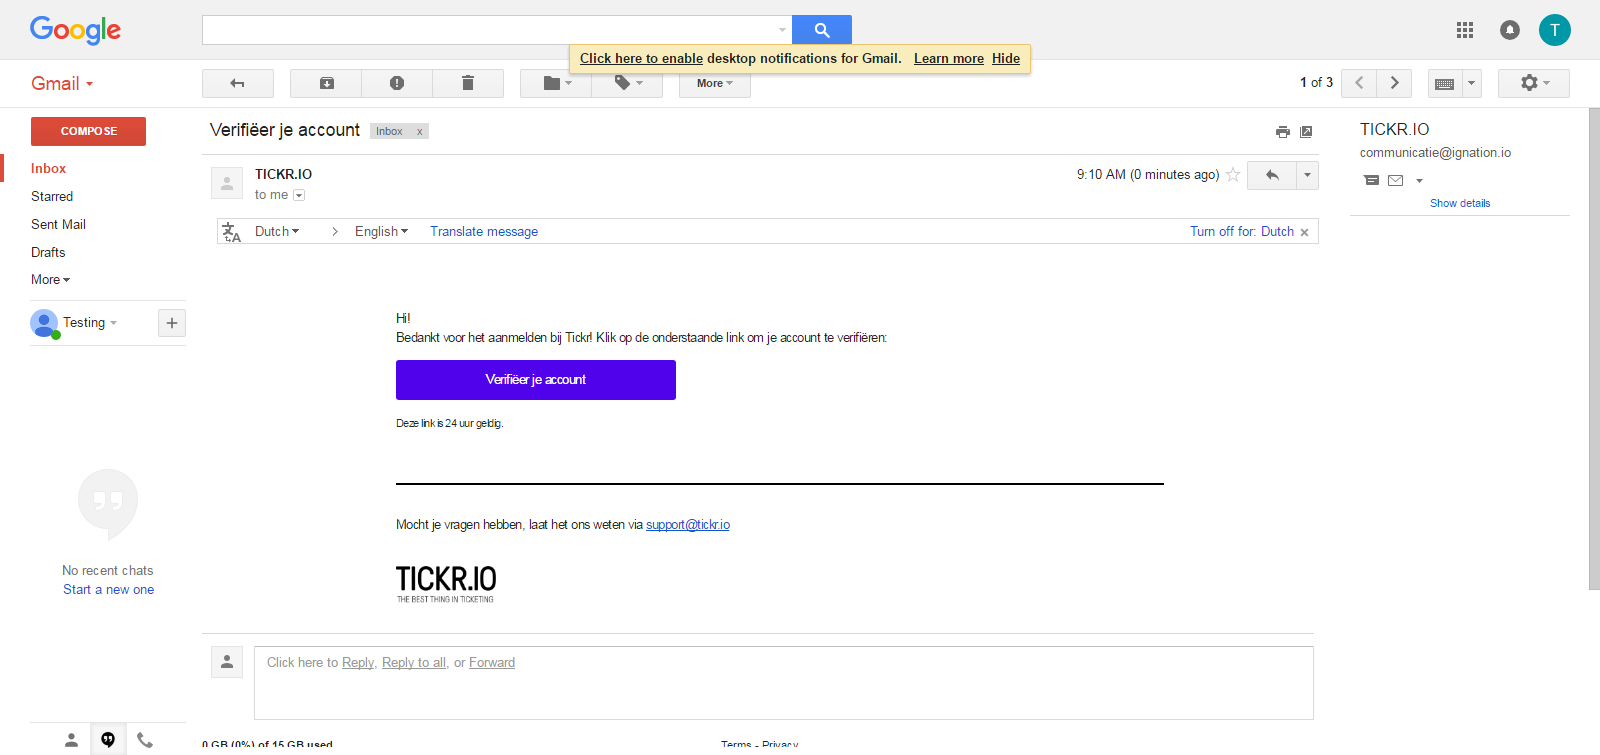 Google
T
Click here to enable desktop notifications for Gmail. Learn more Hide
Gmail
More
1 of 3
COMPOSE
Inbox
Starred
Sent Mail
Drafts
More
Testing
No recent chats
Start a new one
Verifiëer je account
Inbox x
TICKR.IO
to me
9:10 AM (0 minutes ago)
Dutch > English Translate message
Turn off for: Dutch x
Hi!
Bedankt voor het aanmelden bij Tickr! Klik op de onderstaande link om je account te verifiëren:
Verifiëer je account
Deze link is 24 uur geldig.
Mocht je vragen hebben, laat het ons weten via support@tickr.io
TICKR.IO
THE BEST THING IN TICKETING
Click here to Reply, Reply to all, or Forward
0 GB (0%) of 15 GB used
Terms - Privacy
TICKR.IO
communicatie@ignation.io
Show details